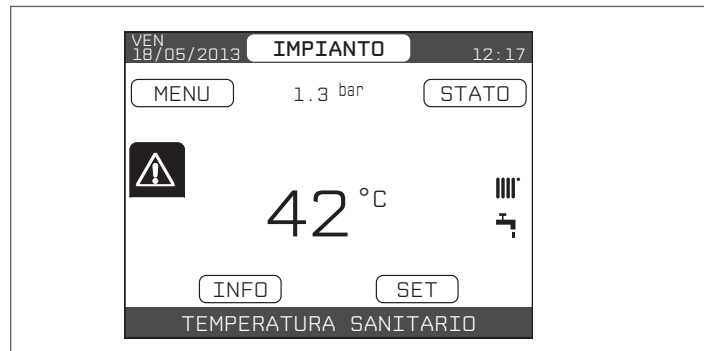 VEN
18/05/2013 IMPIANTO 12:17
MENU 1.3 bar STATO
42°C
INFO SET
TEMPERATURA SANITARIO